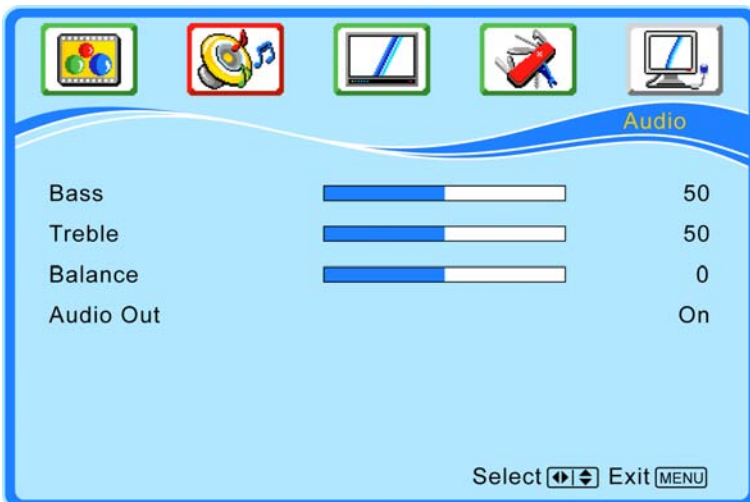 Audio
Bass 50
Treble 50
Balance 0
Audio Out On
Select Exit MENU